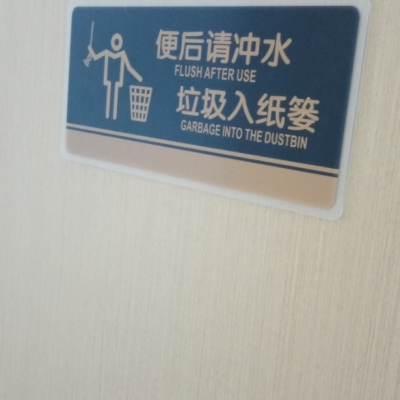 便后请冲水
FLUSH AFTER USE
垃圾入纸篓
GARBAGE INTO THE DUSTBIN